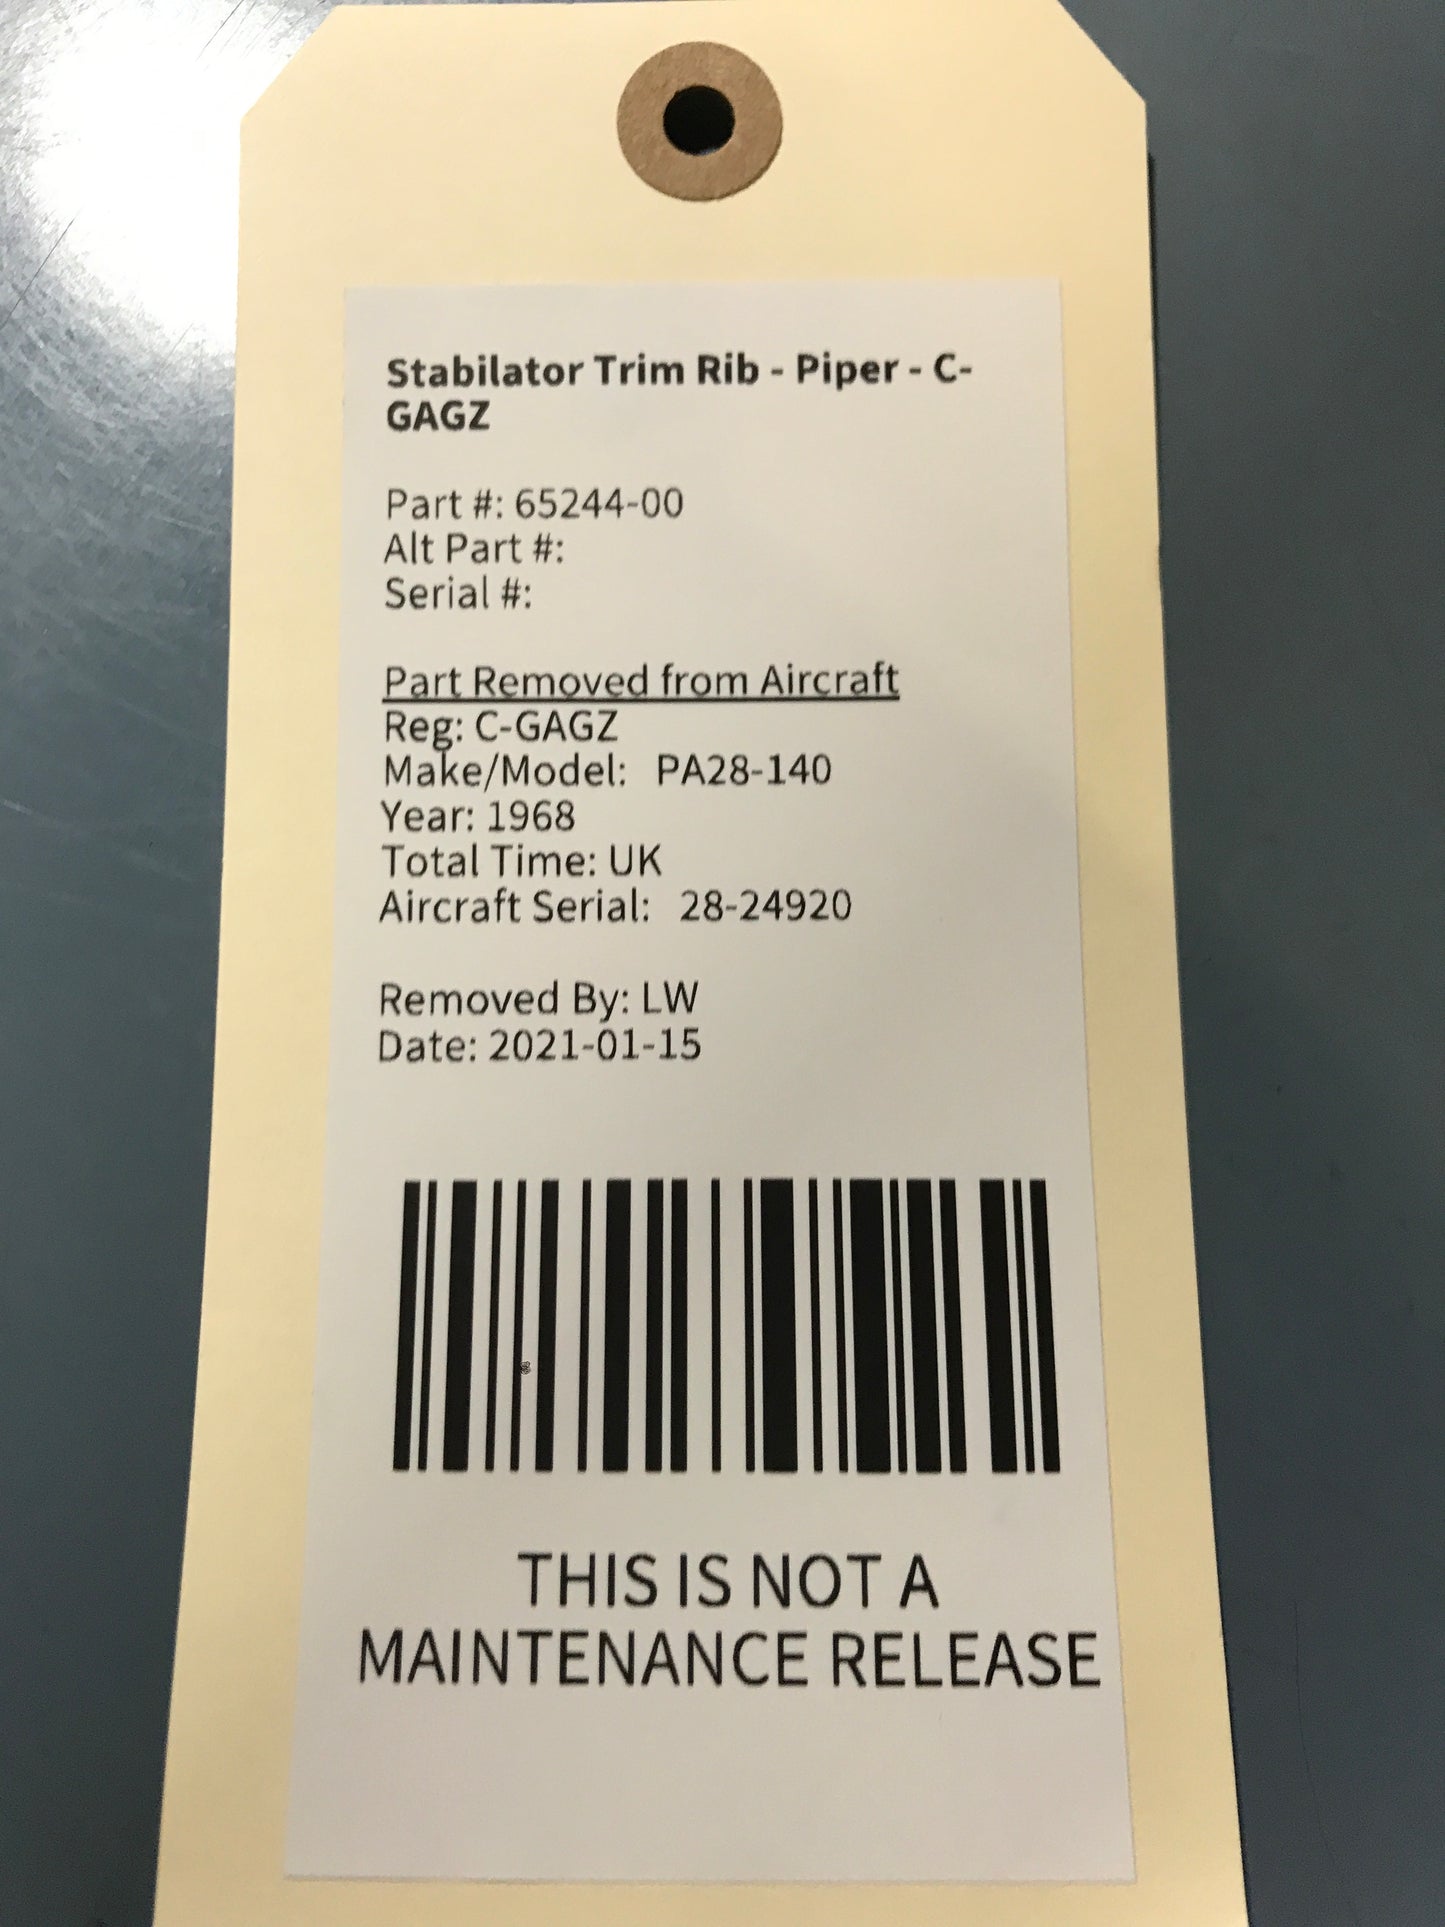 Stabilator Trim Rib - Piper - C-
GAGZ
Part #: 65244-00
Alt Part #:
Serial #:
Part Removed from Aircraft
Reg: C-GAGZ
Make/Model: PA28-140
Year: 1968
Total Time: UK
Aircraft Serial: 28-24920
Removed By: LW
Date: 2021-01-15
THIS IS NOT A
MAINTENANCE RELEASE